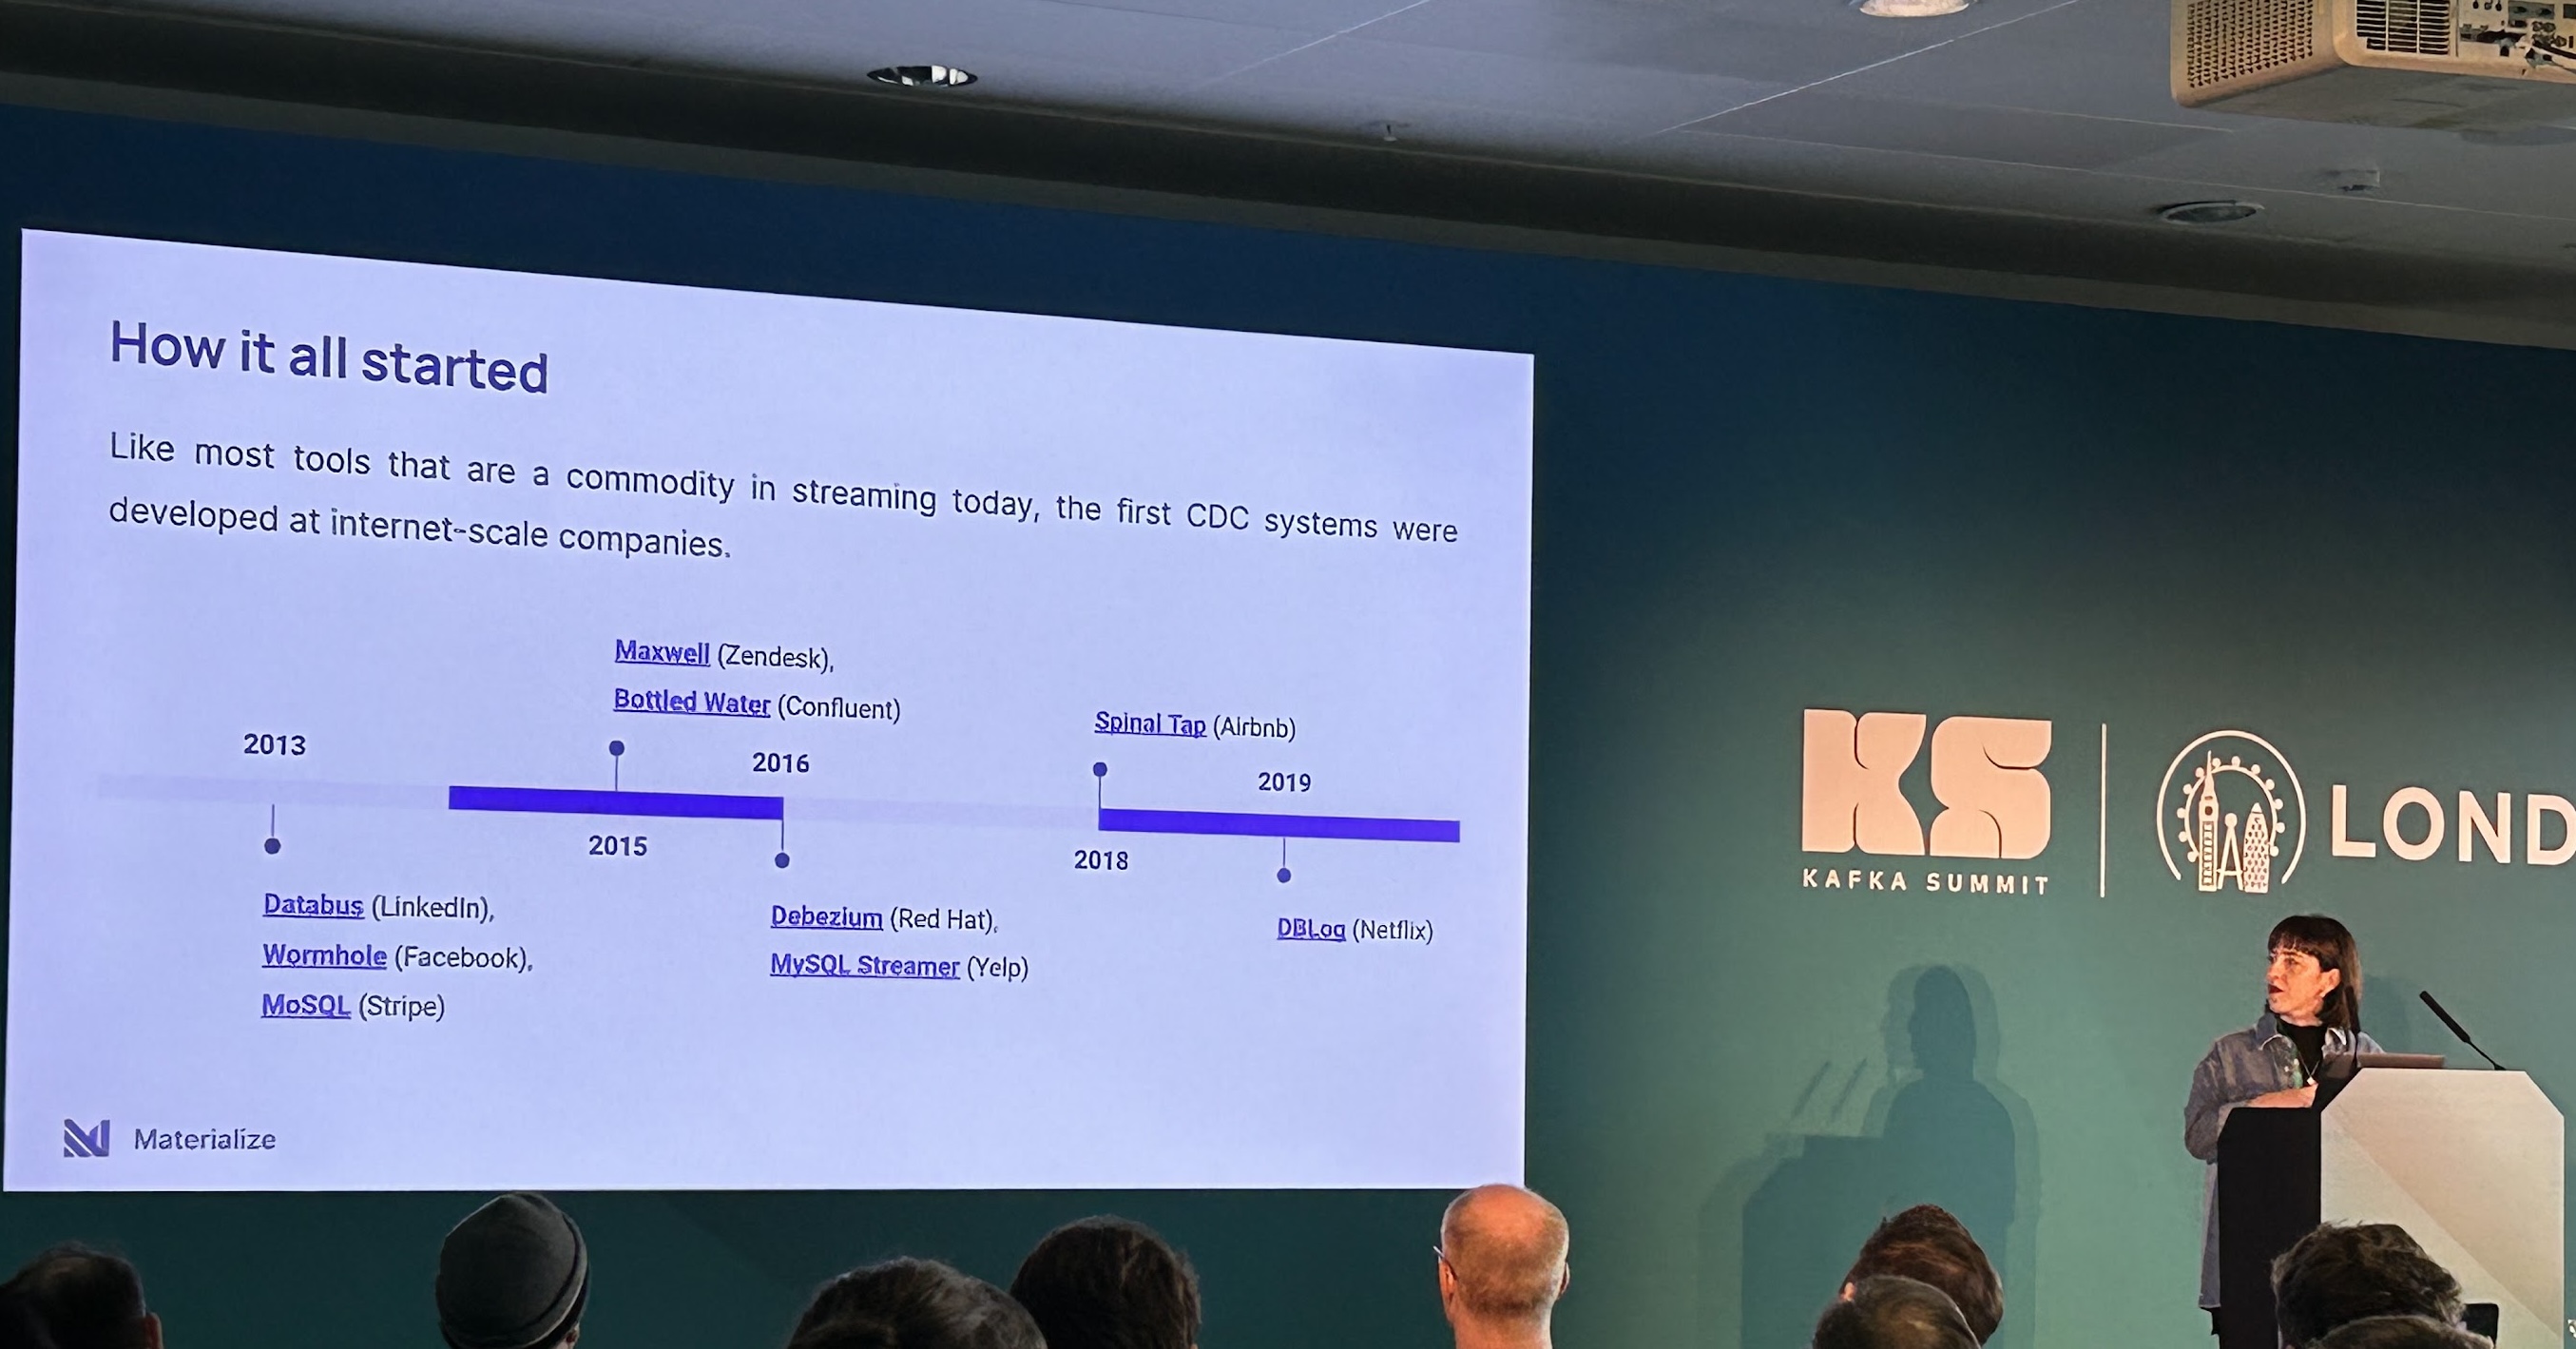 How it all started
Like most tools that are a commodity in streaming today, the first CDC systems were
developed at internet-scale companies.
Maxwell (Zendesk),
Bottled Water (Confluent)
Spinal Tap (Airbnb)
2013
2016
2019
2015
2018
Databus (LinkedIn),
Wormhole (Facebook),
MoSQL (Stripe)
Debezium (Red Hat),
MySQL Streamer (Yelp)
DBLog (Netflix)
Materialize
KS
KAFKA SUMMIT
LOND